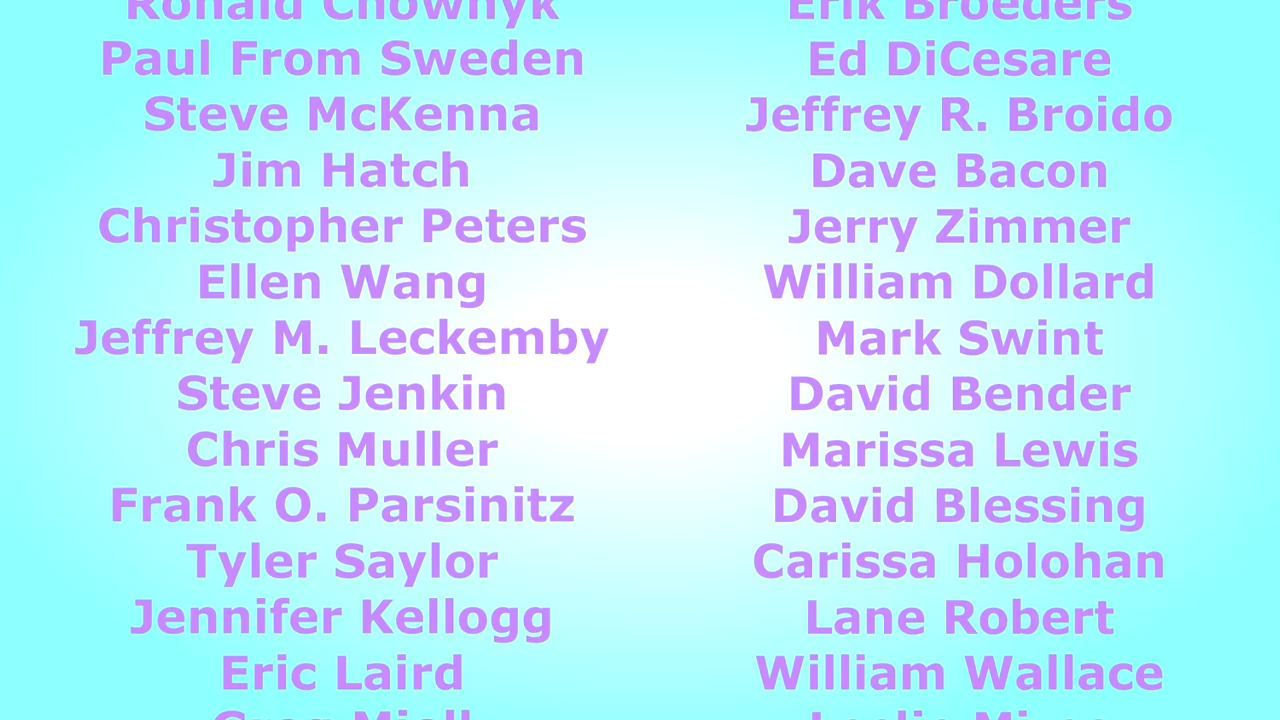 Ronald Chownyk
Paul From Sweden
Steve McKenna
Jim Hatch
Christopher Peters
Ellen Wang
Jeffrey M. Leckemby
Steve Jenkin
Chris Muller
Frank O. Parsinitz
Tyler Saylor
Jennifer Kellogg
Eric Laird
Greg
Erik Broeders
Ed DiCesare
Jeffrey R. Broido
Dave Bacon
Jerry Zimmer
William Dollard
Mark Swint
David Bender
Marissa Lewis
David Blessing
Carissa Holohan
Lane Robert
William Wallace
Leslie